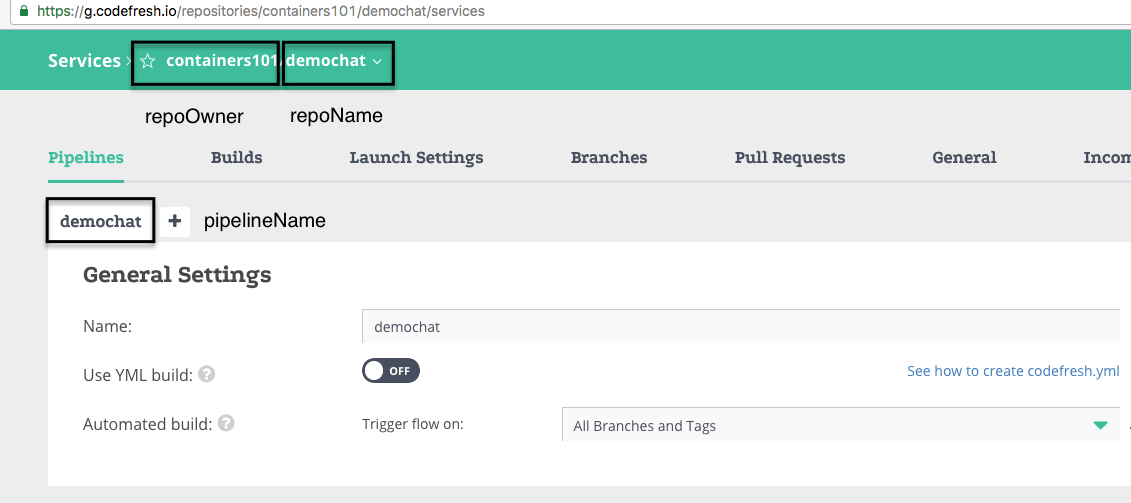 https://g.codefresh.io/repositories/containers101/demochat/services
Services › containers101/demochat
repoOwner repoName
Pipelines Builds Launch Settings Branches Pull Requests General Incom
demochat + pipelineName
General Settings
Name: demochat
Use YML build: ? OFF See how to create codefresh.yml
Automated build: ? Trigger flow on: All Branches and Tags